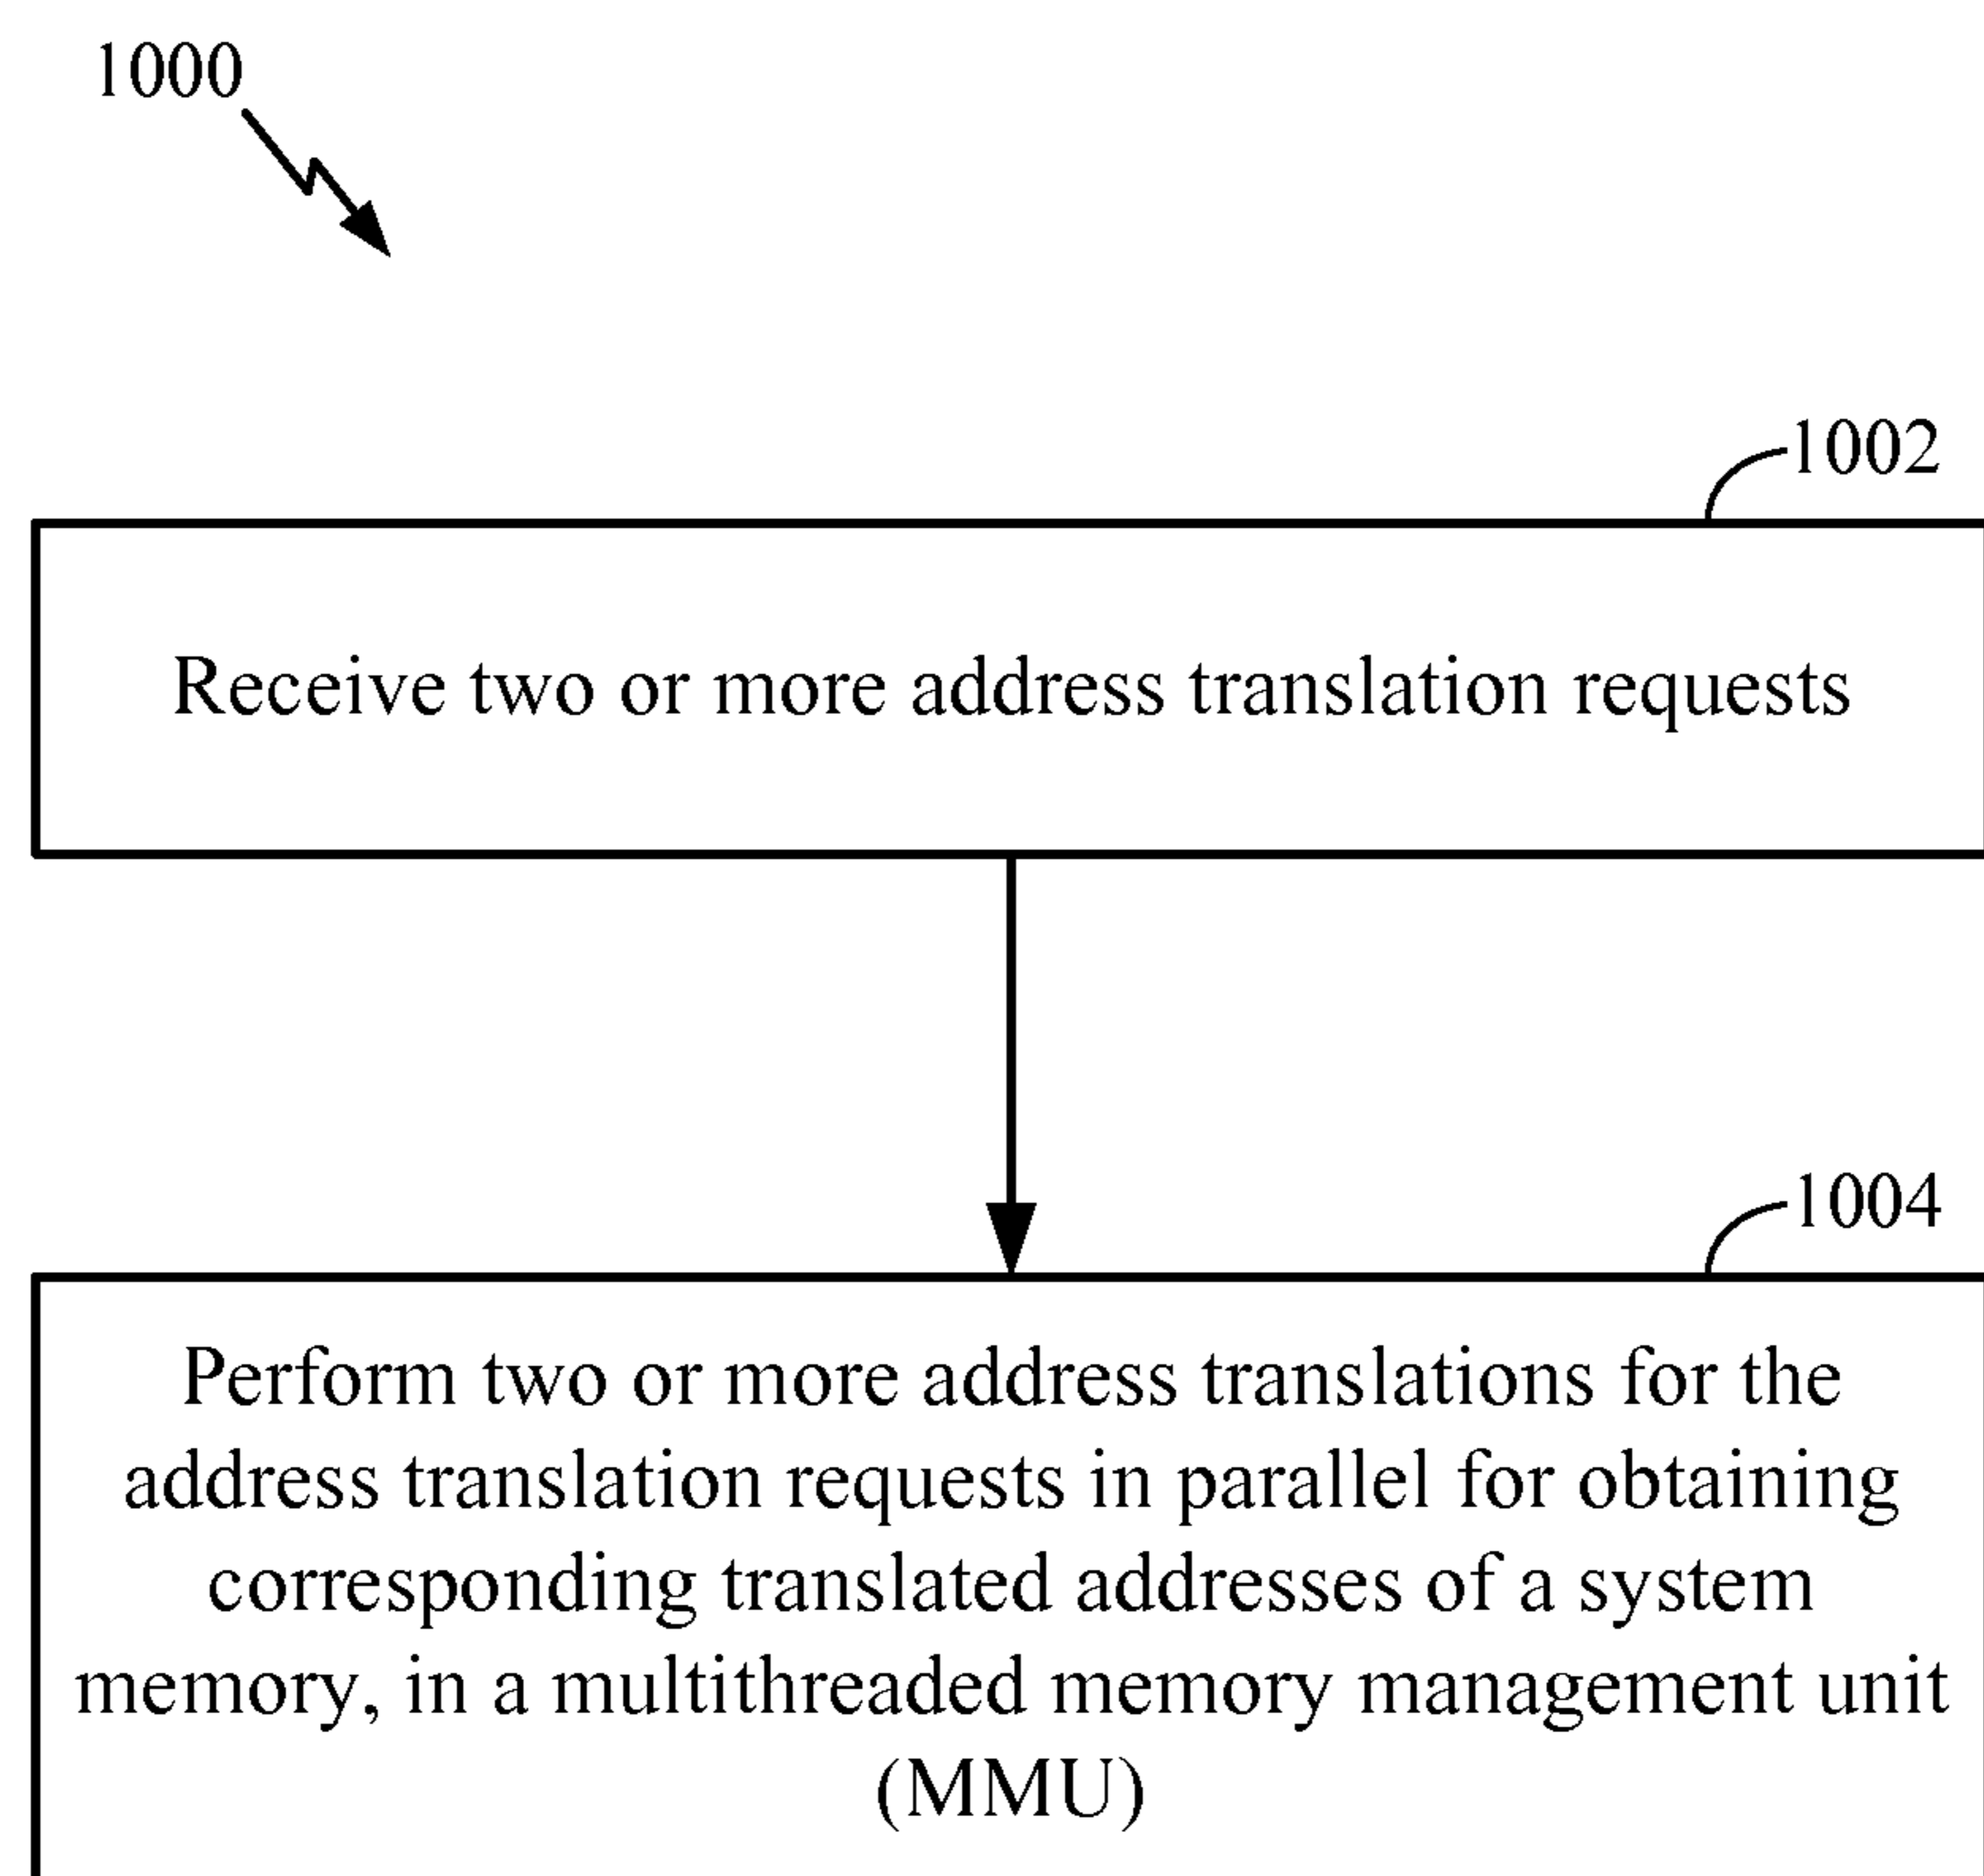 1000
1002
Receive two or more address translation requests
1004
Perform two or more address translations for the
address translation requests in parallel for obtaining
corresponding translated addresses of a system
memory, in a multithreaded memory management unit
(MMU)